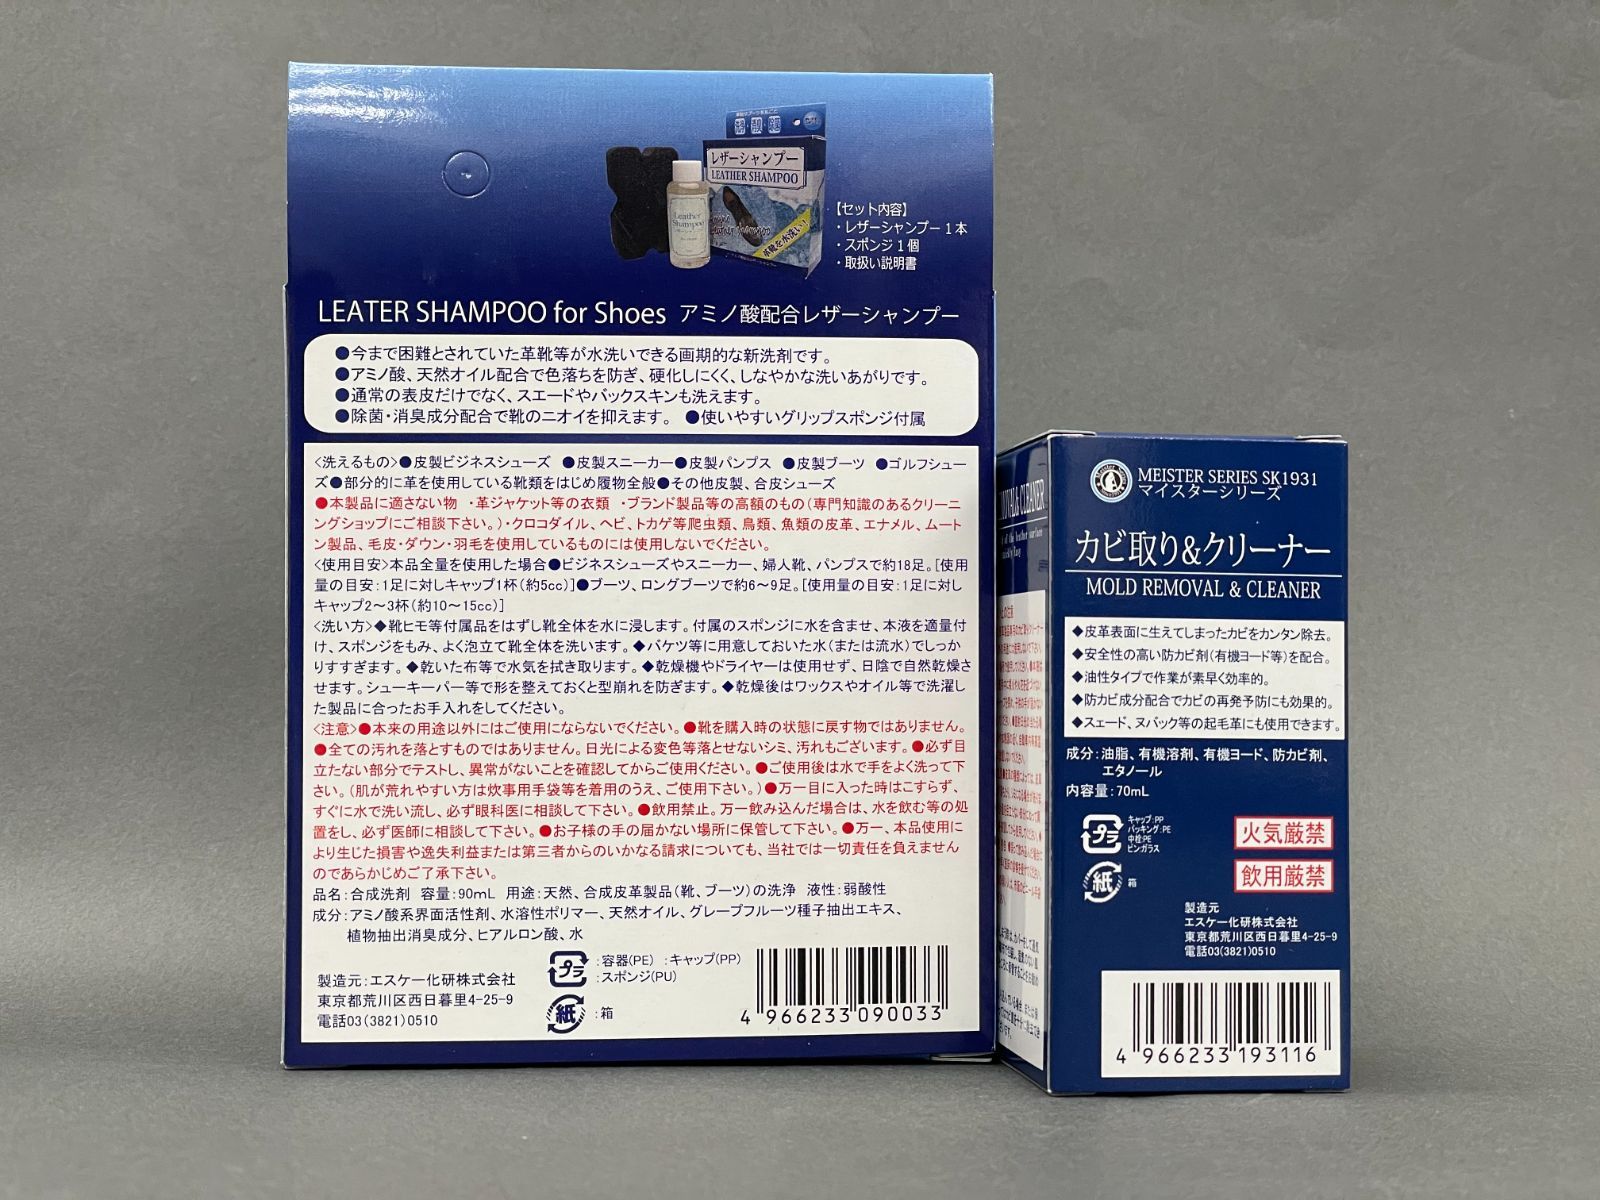 レザーシャンプー
LEATHER SHAMPOO
革靴を水洗い!
Leather
Shampoo
【セット内容】
・レザーシャンプー1本
・スポンジ1個
・取扱い説明書
LEATER SHAMPOO for Shoes アミノ酸配合レザーシャンプー
●今まで困難とされていた革靴等が水洗いできる画期的な新洗剤です。
●アミノ酸、天然オイル配合で色落ちを防ぎ、硬化しにくく、しなやかな洗いあがりです。
●通常の表皮だけでなく、スエードやバックスキンも洗えます。
●除菌・消臭成分配合で靴のニオイを抑えます。 ●使いやすいグリップスポンジ付属
<洗えるもの>●皮製ビジネスシューズ ●皮製スニーカー●皮製パンプス ●皮製ブーツ ●ゴルフシュー
ズ●部分的に革を使用している靴類をはじめ履物全般●その他皮製、合皮シューズ
●本製品に適さない物 ・革ジャケット等の衣類 ・ブランド製品等の高額のもの(専門知識のあるクリーニ
ングショップにご相談下さい。)・クロコダイル、ヘビ、トカゲ等爬虫類、鳥類、魚類の皮革、エナメル、ムート
ン製品、毛皮・ダウン・羽毛を使用しているものには使用しないでください。
<使用目安>本品全量を使用した場合●ビジネスシューズやスニーカー、婦人靴、パンプスで約18足。[使用
量の目安:1足に対しキャップ1杯(約5cc)]●ブーツ、ロングブーツで約6~9足。[使用量の目安:1足に対し
キャップ2~3杯(約10~15cc)]
<洗い方>◆靴ヒモ等付属品をはずし靴全体を水に浸します。付属のスポンジに水を含ませ、本液を適量付
け、スポンジをもみ、よく泡立て靴全体を洗います。◆バケツ等に用意しておいた水(または流水)でしっか
りすすぎます。◆乾いた布等で水気を拭き取ります。◆乾燥機やドライヤーは使用せず、日陰で自然乾燥さ
せます。シューキーパー等で形を整えておくと型崩れを防ぎます。◆乾燥後はワックスやオイル等で洗濯し
た製品に合ったお手入れをしてください。
<注意>●本来の用途以外にはご使用にならないでください。●靴を購入時の状態に戻す物ではありません。
●全ての汚れを落とすものではありません。日光による変色等落とせないシミ、汚れもございます。●必ず目
立たない部分でテストし、異常がないことを確認してからご使用ください。●ご使用後は水で手をよく洗って下
さい。(肌が荒れやすい方は炊事用手袋等を着用のうえ、ご使用下さい。)●万一目に入った時はこすらず、
すぐに水で洗い流し、必ず眼科医に相談して下さい。●飲用禁止。万一飲み込んだ場合は、水を飲む等の処
置をし、必ず医師に相談して下さい。●お子様の手の届かない場所に保管して下さい。●万一、本品使用に
より生じた損害や逸失利益または第三者からのいかなる請求についても、当社では一切責任を負えません
のであらかじめご了承下さい。
品名:合成洗剤 容量:90mL 用途:天然、合成皮革製品(靴、ブーツ)の洗浄 液性:弱酸性
成分:アミノ酸系界面活性剤、水溶性ポリマー、天然オイル、グレープフルーツ種子抽出エキス、
植物抽出消臭成分、ヒアルロン酸、水
製造元:エスケー化研株式会社
東京都荒川区西日暮里4-25-9
電話03(3821)0510
プラ
:容器(PE) :キャップ(PP)
:スポンジ(PU)
紙 :箱
4 966233 090033
MEISTER SERIES SK1931
マイスターシリーズ
カビ取り&クリーナー
MOLD REMOVAL & CLEANER
◆皮革表面に生えてしまったカビをカンタン除去。
◆安全性の高い防カビ剤(有機ヨード等)を配合。
◆油性タイプで作業が素早く効率的。
◆防カビ成分配合でカビの再発予防にも効果的。
◆スェード、ヌバック等の起毛革にも使用できます。
成分:油脂、有機溶剤、有機ヨード、防カビ剤、
エタノール
内容量:70mL
プラ
キャップ:PP
パッキング:PE
中栓:PE
ビンガラス
紙 箱
火気厳禁
飲用厳禁
製造元
エスケー化研株式会社
東京都荒川区西日暮里4-25-9
電話03(3821)0510
4 966233 193116